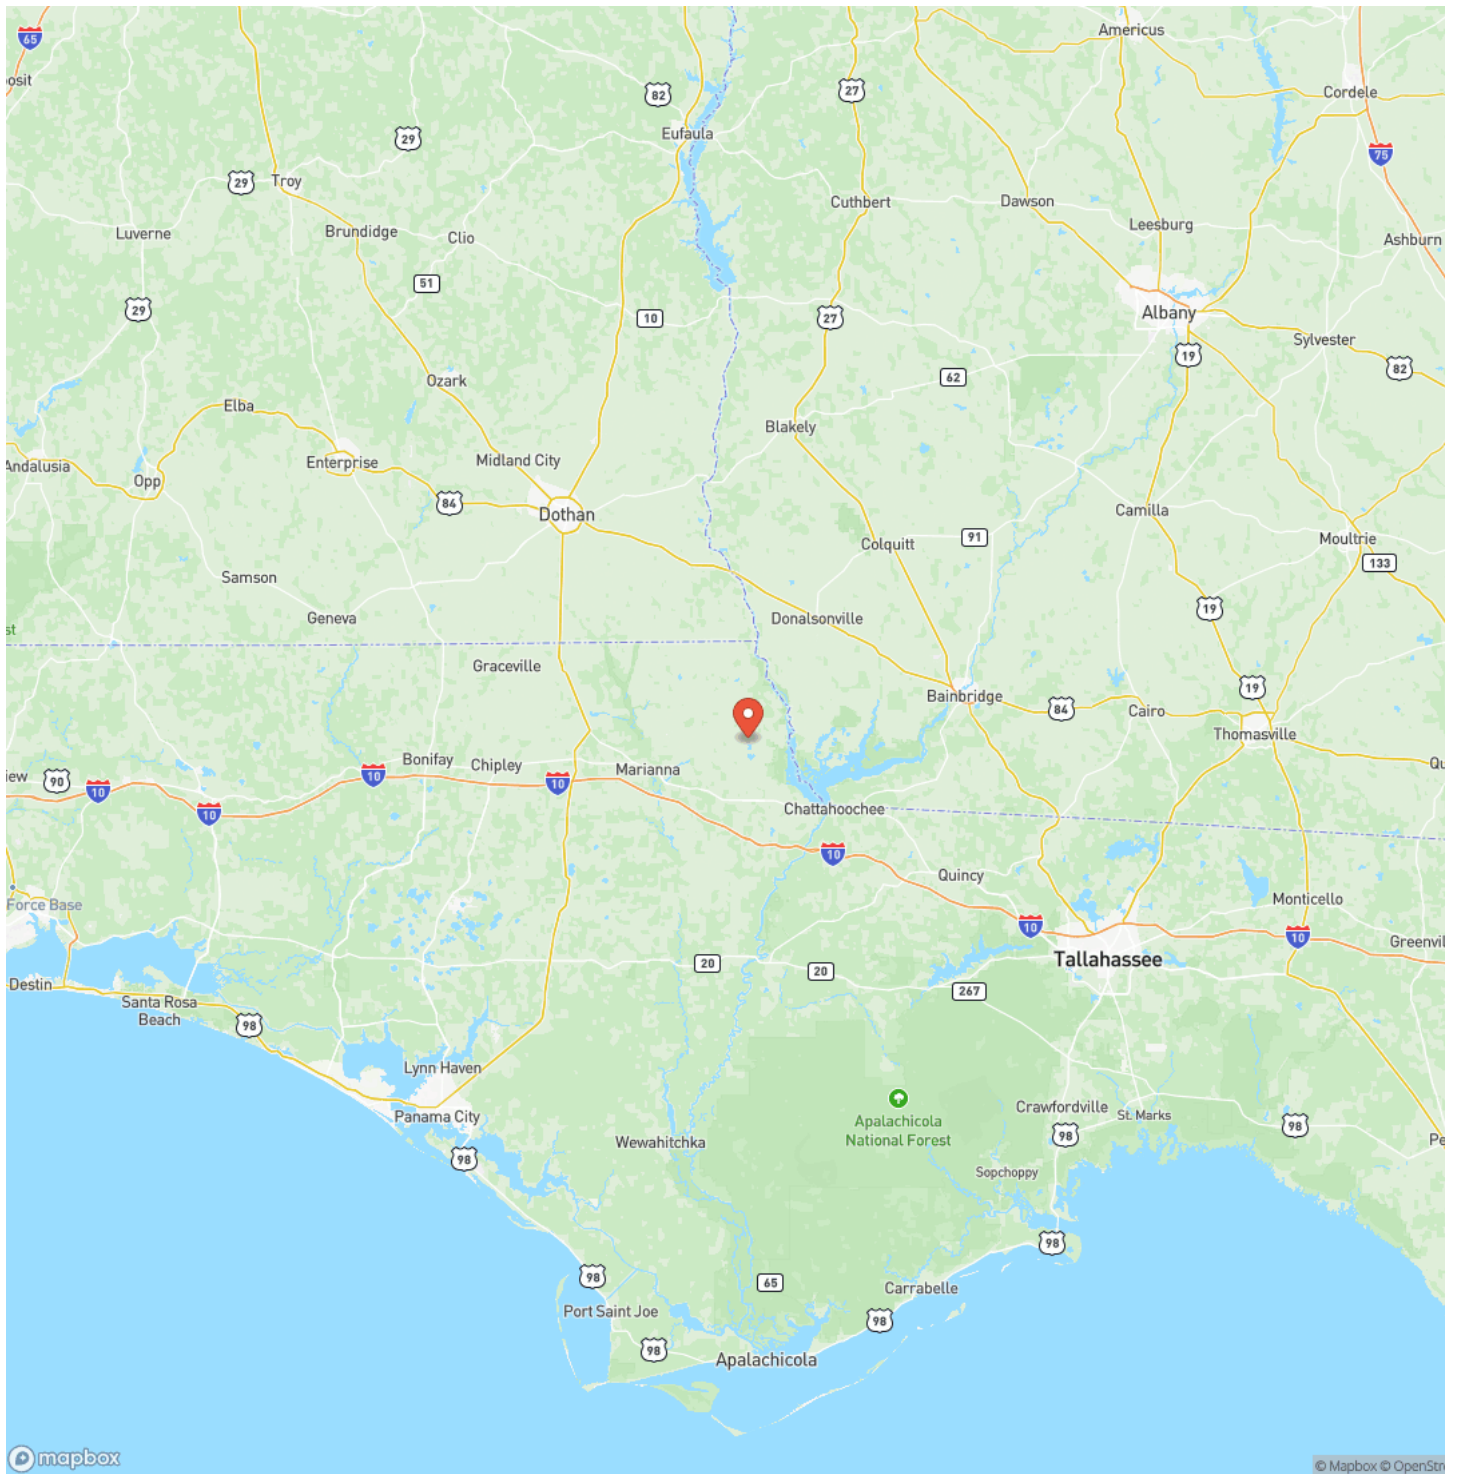 Americus
65
osit
82
27
Cordele
29
Eufaula
75
29
Troy
Cuthbert
Dawson
Luverne
Brundidge
Clio
Leesburg
Ashburn
51
29
10
27
Albany
Sylvester
19
82
62
Ozark
Elba
Blakely
Andalusia
Enterprise
Midland City
Opp
84
Dothan
Camilla
Colquitt
91
Moultrie
133
Samson
Geneva
Donalsonville
19
st
Graceville
Bainbridge
19
84
Cairo
Thomasville
iew
90
Bonifay
Chipley
Marianna
Qu
10
10
10
10
Chattahoochee
10
Quincy
Force Base
Monticello
10
10
Greenvil
20
20
Tallahassee
Destin
267
Santa Rosa
Beach
98
Lynn Haven
Panama City
Apalachicola
National Forest
Crawfordville
St. Marks
98
98
Wewahitchka
Pe
98
Sopchoppy
98
98
65
Carrabelle
Port Saint Joe
98
98
Apalachicola
mapbox
© Mapbox © OpenStr